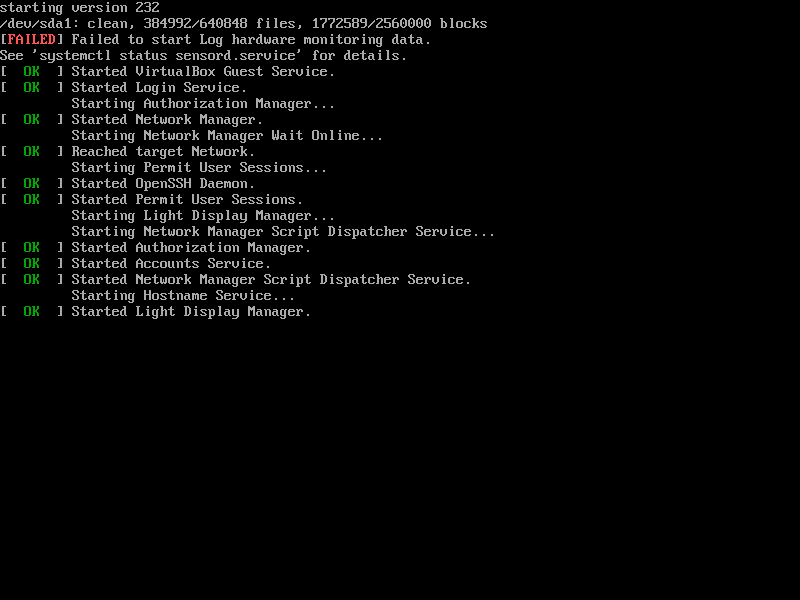 starting version 232
/dev/sda1: clean, 384992/640848 files, 1772589/2560000 blocks
[FAILED] Failed to start Log hardware monitoring data.
See 'systemctl status sensord.service' for details.
[  OK  ] Started VirtualBox Guest Service.
[  OK  ] Started Login Service.
         Starting Authorization Manager...
[  OK  ] Started Network Manager.
         Starting Network Manager Wait Online...
[  OK  ] Reached target Network.
         Starting Permit User Sessions...
[  OK  ] Started OpenSSH Daemon.
[  OK  ] Started Permit User Sessions.
         Starting Light Display Manager...
         Starting Network Manager Script Dispatcher Service...
[  OK  ] Started Authorization Manager.
[  OK  ] Started Accounts Service.
[  OK  ] Started Network Manager Script Dispatcher Service.
         Starting Hostname Service...
[  OK  ] Started Light Display Manager.